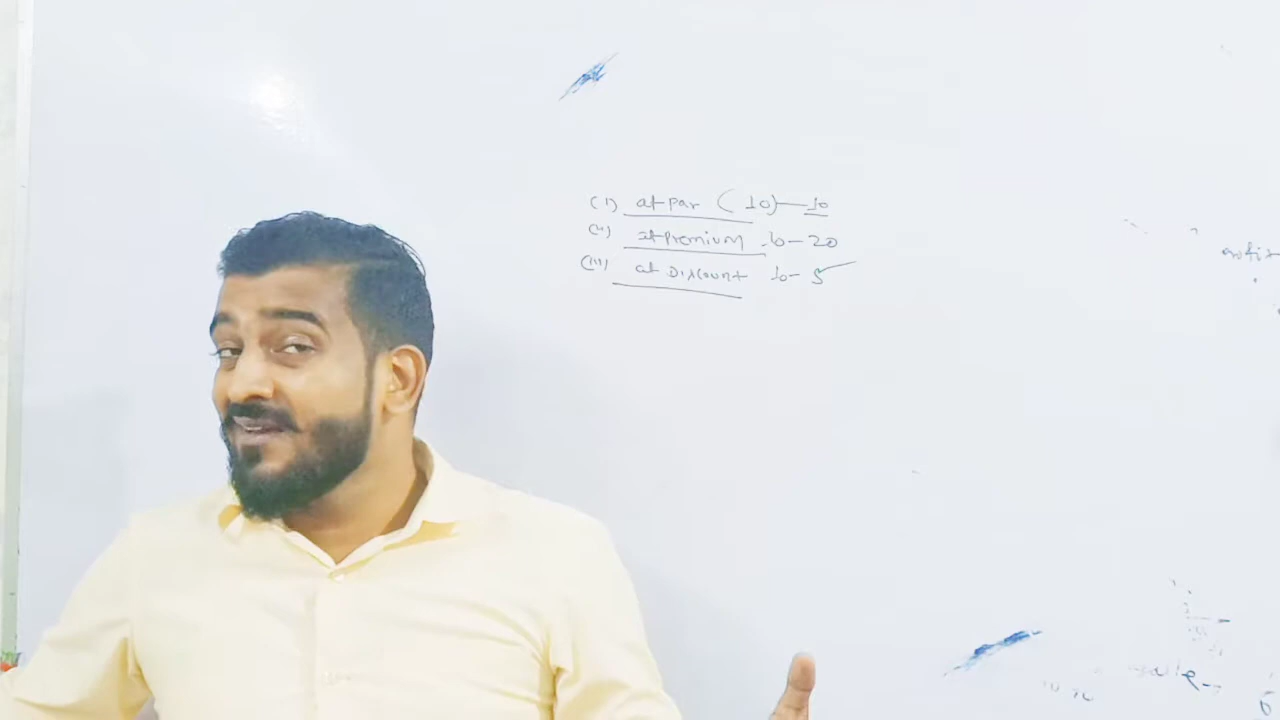 (i) at par (10) — 10
(ii) at premium 10 - 20
(iii) at Discount 10 - 5